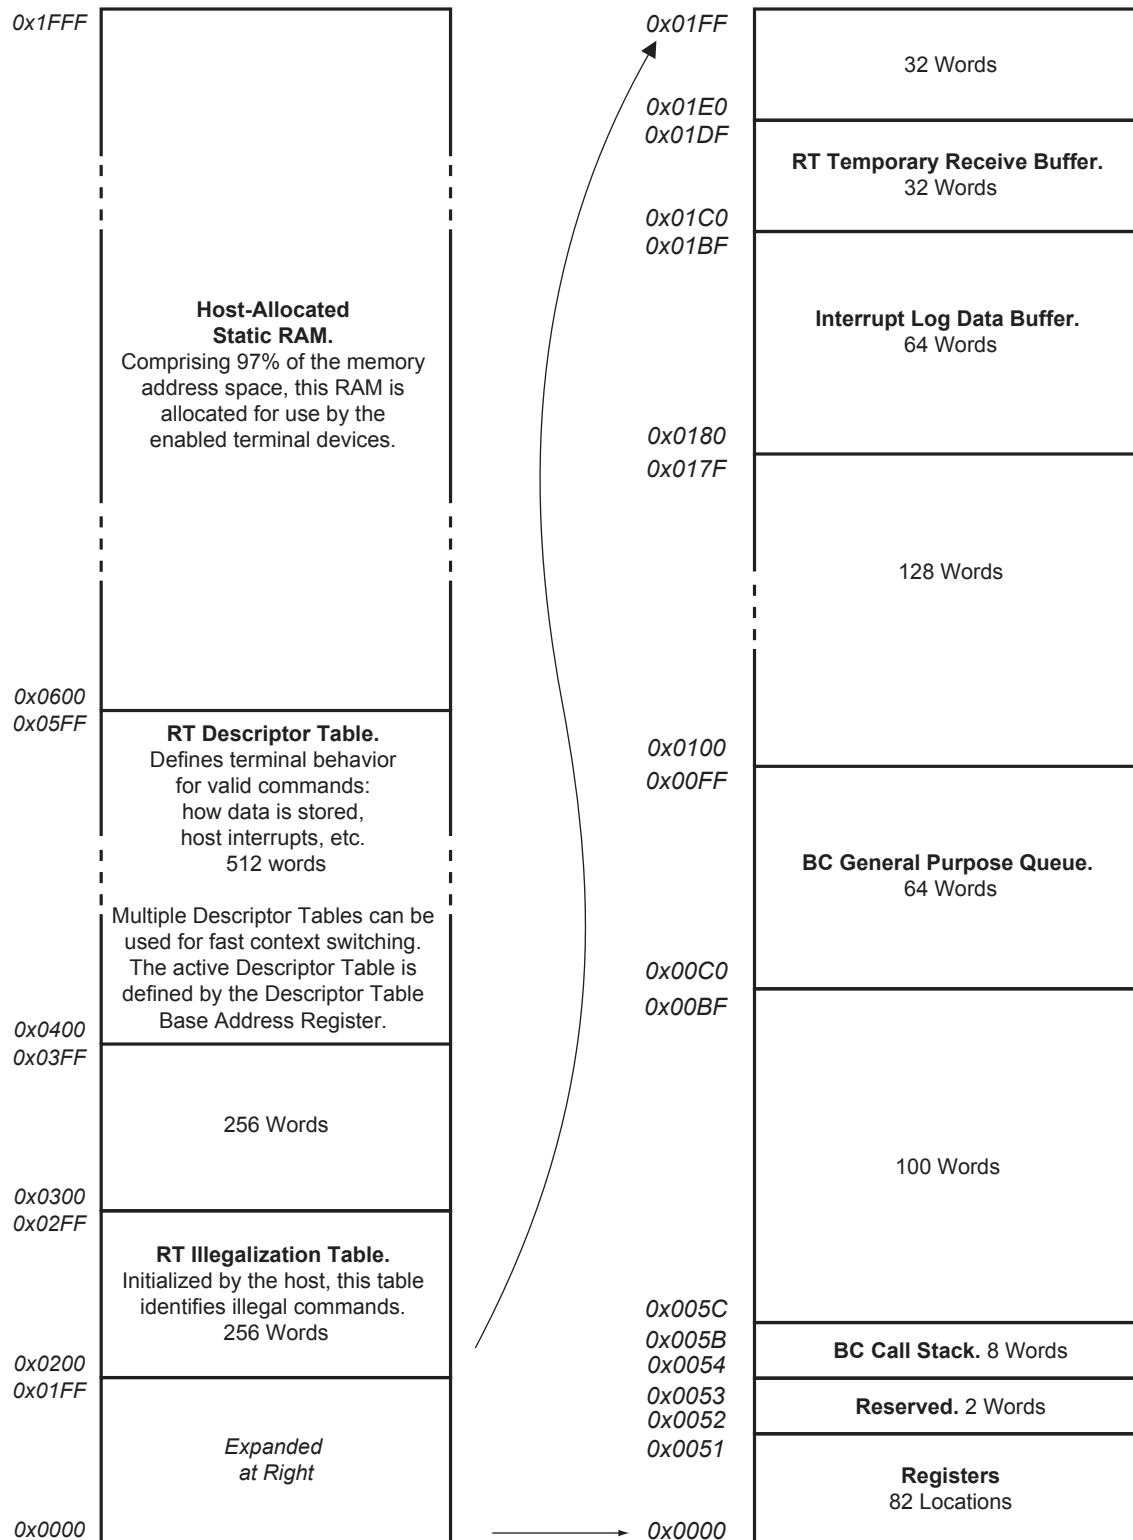 0x1FFF
Host-Allocated
Static RAM.
Comprising 97% of the memory
address space, this RAM is
allocated for use by the
enabled terminal devices.
0x0600
0x05FF
RT Descriptor Table.
Defines terminal behavior
for valid commands:
how data is stored,
host interrupts, etc.
512 words
Multiple Descriptor Tables can be
used for fast context switching.
The active Descriptor Table is
defined by the Descriptor Table
Base Address Register.
0x0400
0x03FF
256 Words
0x0300
0x02FF
RT Illegalization Table.
Initialized by the host, this table
identifies illegal commands.
256 Words
0x0200
0x01FF
Expanded
at Right
0x0000
0x01FF
32 Words
0x01E0
0x01DF
RT Temporary Receive Buffer.
32 Words
0x01C0
0x01BF
Interrupt Log Data Buffer.
64 Words
0x0180
0x017F
128 Words
0x0100
0x00FF
BC General Purpose Queue.
64 Words
0x00C0
0x00BF
100 Words
0x005C
0x005B
BC Call Stack. 8 Words
0x0054
0x0053
Reserved. 2 Words
0x0052
0x0051
Registers
82 Locations
0x0000